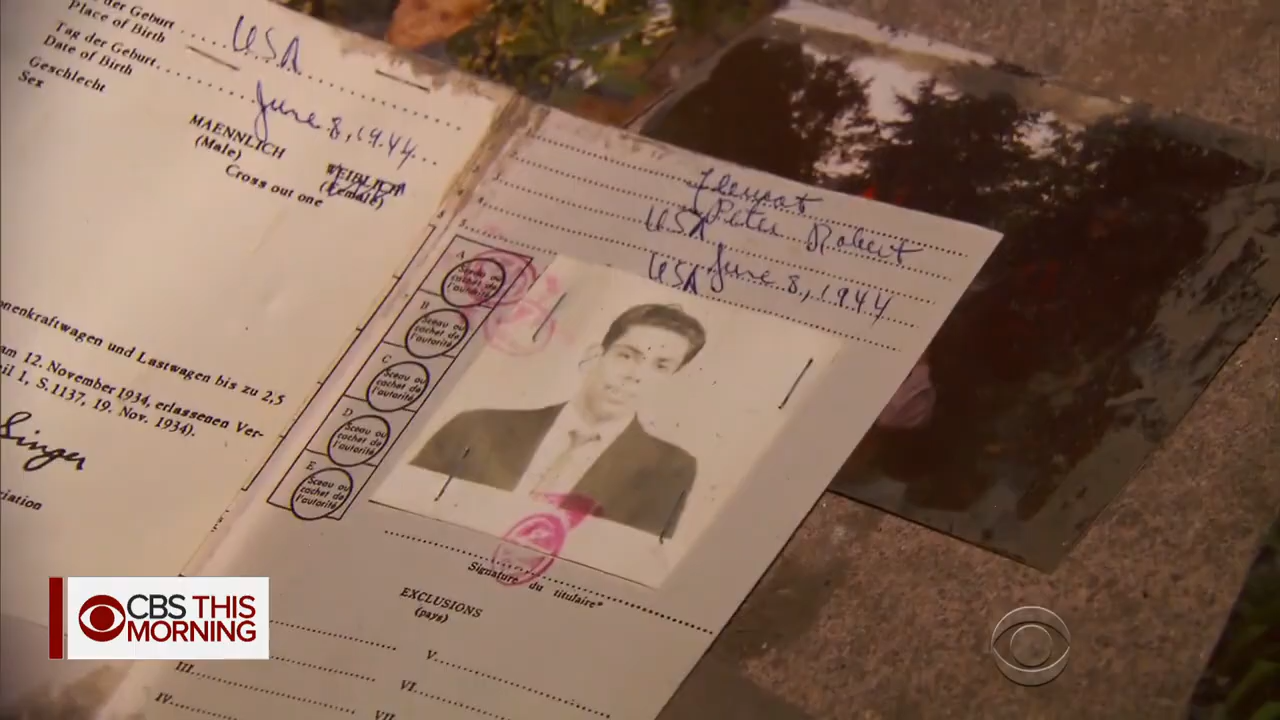 der Geburt
Place of Birth
USA
Tag der Geburt
Date of Birth
June 8, 1944
Geschlecht
Sex
MAENNLICH
(Male)
WEIBLICH
(Female)
Cross out one
onenkraftwagen und Lastwagen bis zu 2,5
am 12. November 1934, erlassenen Ver-
eil 1, S.1137, 19. Nov. 1934).
Singer
ciation
Peter Robert
USA
June 8, 1944
USA
A
Sceau ou
cachet de
l'autorité
B
Sceau ou
cachet de
l'autorité
C
Sceau ou
cachet de
l'autorité
D
Sceau ou
cachet de
l'autorité
E
Sceau ou
cachet de
l'autorité
Signature du titulaire*
EXCLUSIONS
(pays)
III.
IV.
V.
VI.
VII
CBS THIS
MORNING